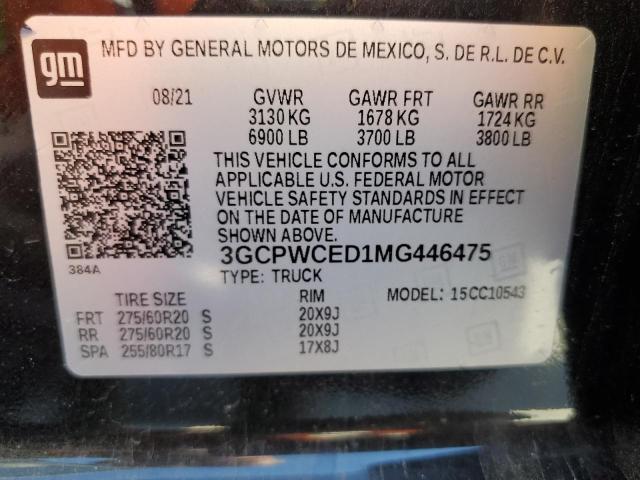 gm
MFD BY GENERAL MOTORS DE MEXICO, S. DE R.L. DE C.V.
08/21 GVWR GAWR FRT GAWR RR
3130 KG 1678 KG 1724 KG
6900 LB 3700 LB 3800 LB
THIS VEHICLE CONFORMS TO ALL
APPLICABLE U.S. FEDERAL MOTOR
VEHICLE SAFETY STANDARDS IN EFFECT
ON THE DATE OF MANUFACTURE
SHOWN ABOVE
384A
3GCPWCED1MG446475
TYPE: TRUCK
TIRE SIZE RIM MODEL: 15CC10543
FRT 275/60R20 S 20X9J
RR 275/60R20 S 20X9J
SPA 255/80R17 S 17X8J